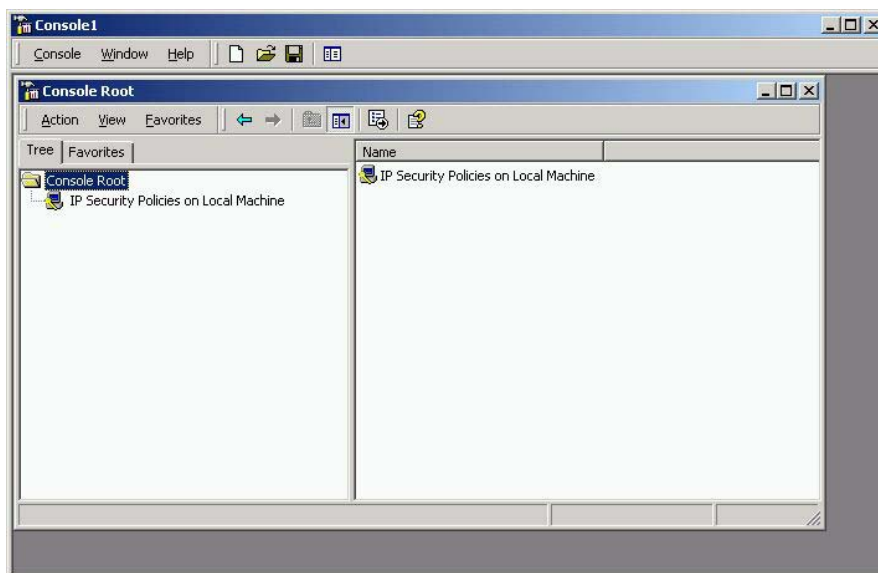 Console1
Console Window Help
Console Root
Action View Favorites
Tree Favorites
Name
Console Root
IP Security Policies on Local Machine
IP Security Policies on Local Machine